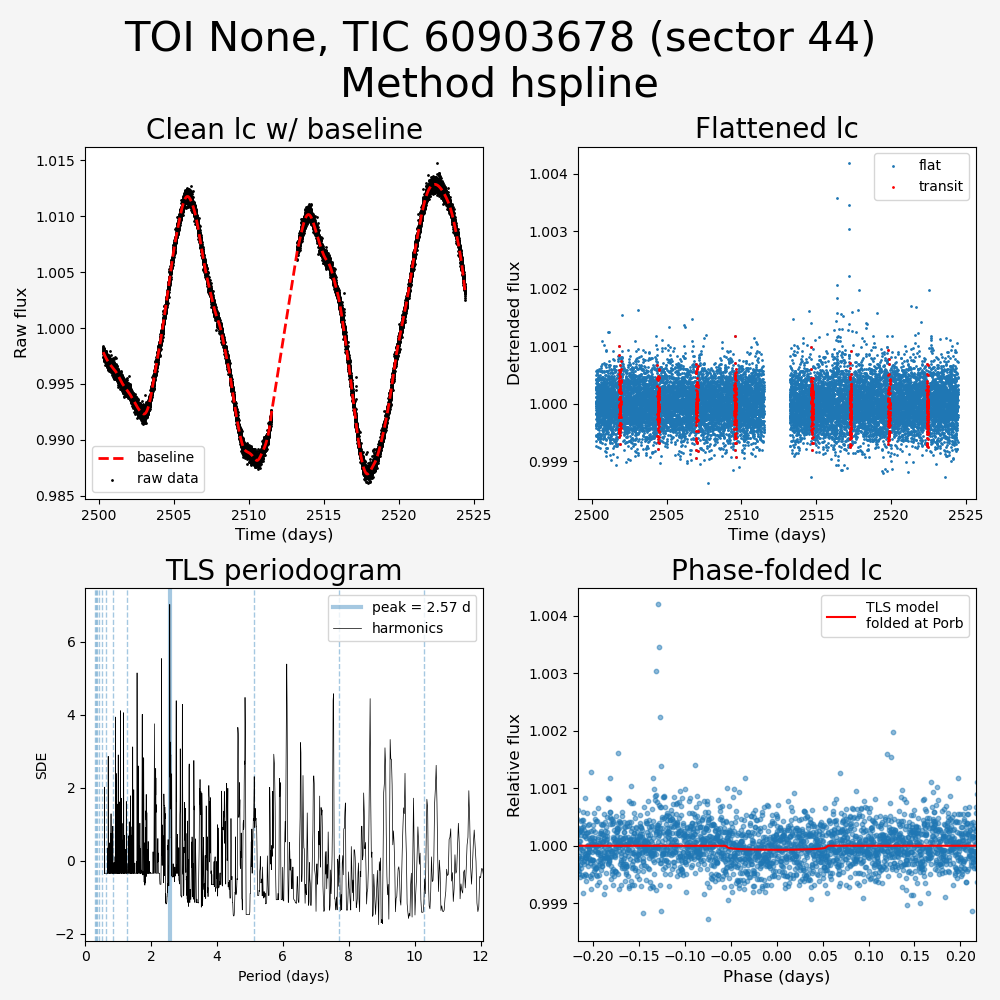 TOI None, TIC 60903678 (sector 44)
Method hspline
Clean lc w/ baseline
1.015
1.010
1.005
1.000
0.995
0.990
0.985
Raw flux
baseline
raw data
2500
2505
2510
2515
2520
2525
Time (days)
Flattened lc
1.004
1.003
1.002
1.001
1.000
0.999
Detrended flux
flat
transit
2500
2505
2510
2515
2520
2525
Time (days)
TLS periodogram
6
4
2
0
−2
SDE
peak = 2.57 d
harmonics
0
2
4
6
8
10
12
Period (days)
Phase-folded lc
1.004
1.003
1.002
1.001
1.000
0.999
Relative flux
TLS model
folded at Porb
−0.20
−0.15
−0.10
−0.05
0.00
0.05
0.10
0.15
0.20
Phase (days)